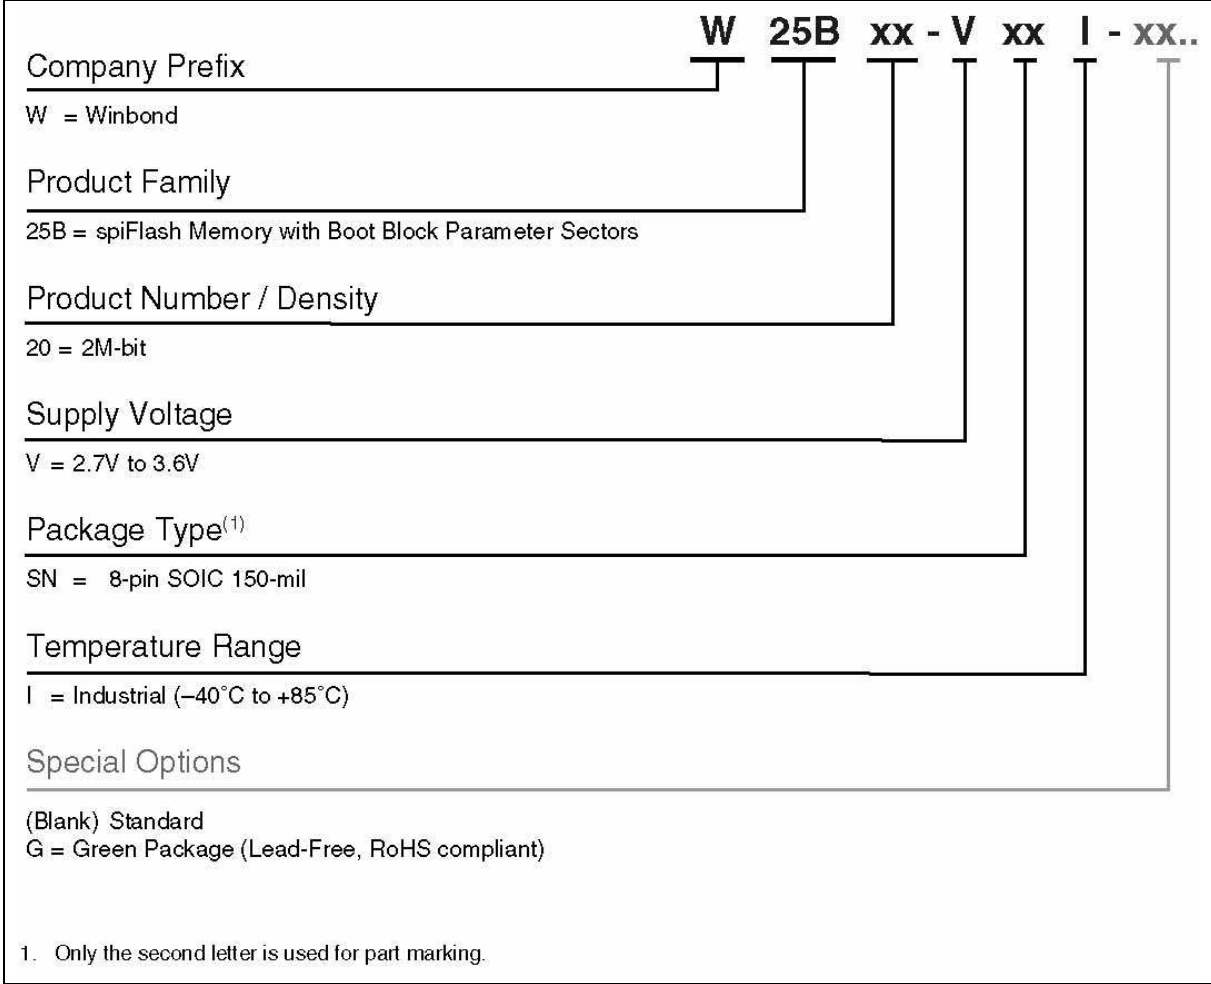 W 25B xx - V xx I - xx..
Company Prefix
W = Winbond
Product Family
25B = spiFlash Memory with Boot Block Parameter Sectors
Product Number / Density
20 = 2M-bit
Supply Voltage
V = 2.7V to 3.6V
Package Type(1)
SN = 8-pin SOIC 150-mil
Temperature Range
I = Industrial (–40°C to +85°C)
Special Options
(Blank) Standard
G = Green Package (Lead-Free, RoHS compliant)
1. Only the second letter is used for part marking.